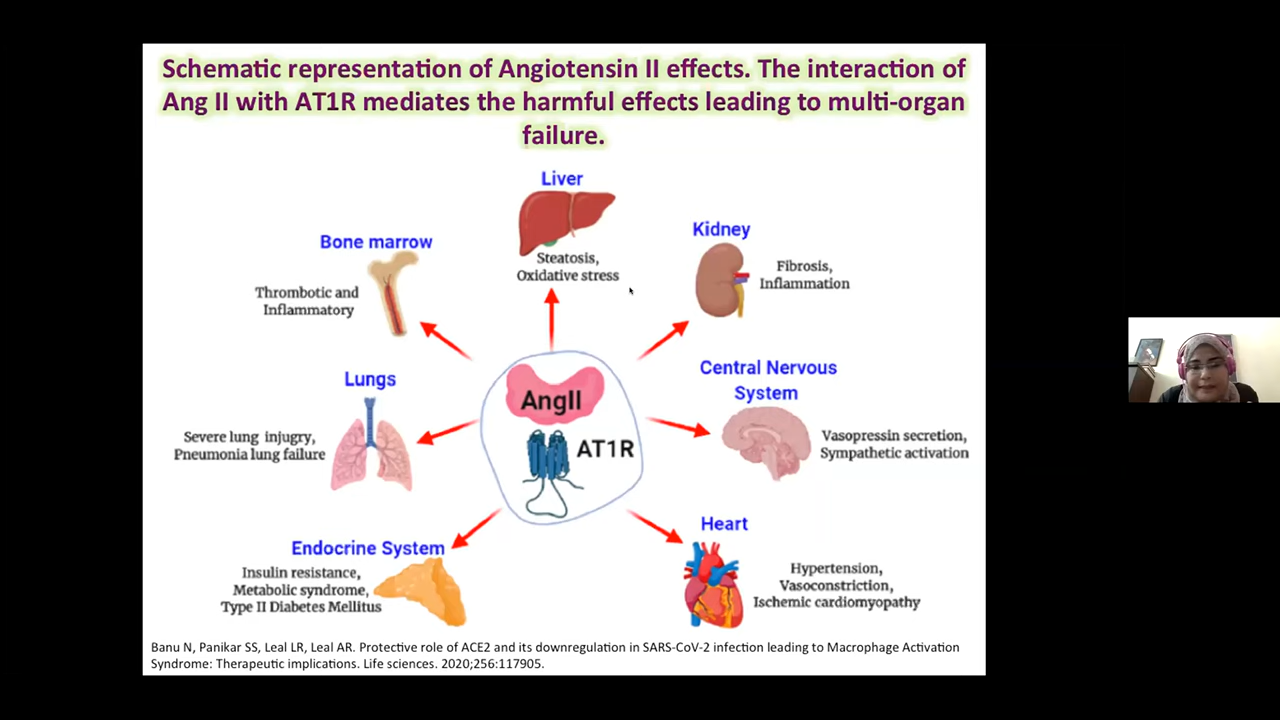 Schematic representation of Angiotensin II effects. The interaction of
Ang II with AT1R mediates the harmful effects leading to multi-organ
failure.
Liver
Steatosis,
Oxidative stress
Bone marrow
Thrombotic and
Inflammatory
Kidney
Fibrosis,
Inflammation
Lungs
Severe lung injugry,
Pneumonia lung failure
AngII
AT1R
Central Nervous
System
Vasopressin secretion,
Sympathetic activation
Endocrine System
Insulin resistance,
Metabolic syndrome,
Type II Diabetes Mellitus
Heart
Hypertension,
Vasoconstriction,
Ischemic cardiomyopathy
Banu N, Panikar SS, Leal LR, Leal AR. Protective role of ACE2 and its downregulation in SARS-CoV-2 infection leading to Macrophage Activation
Syndrome: Therapeutic implications. Life sciences. 2020;256:117905.